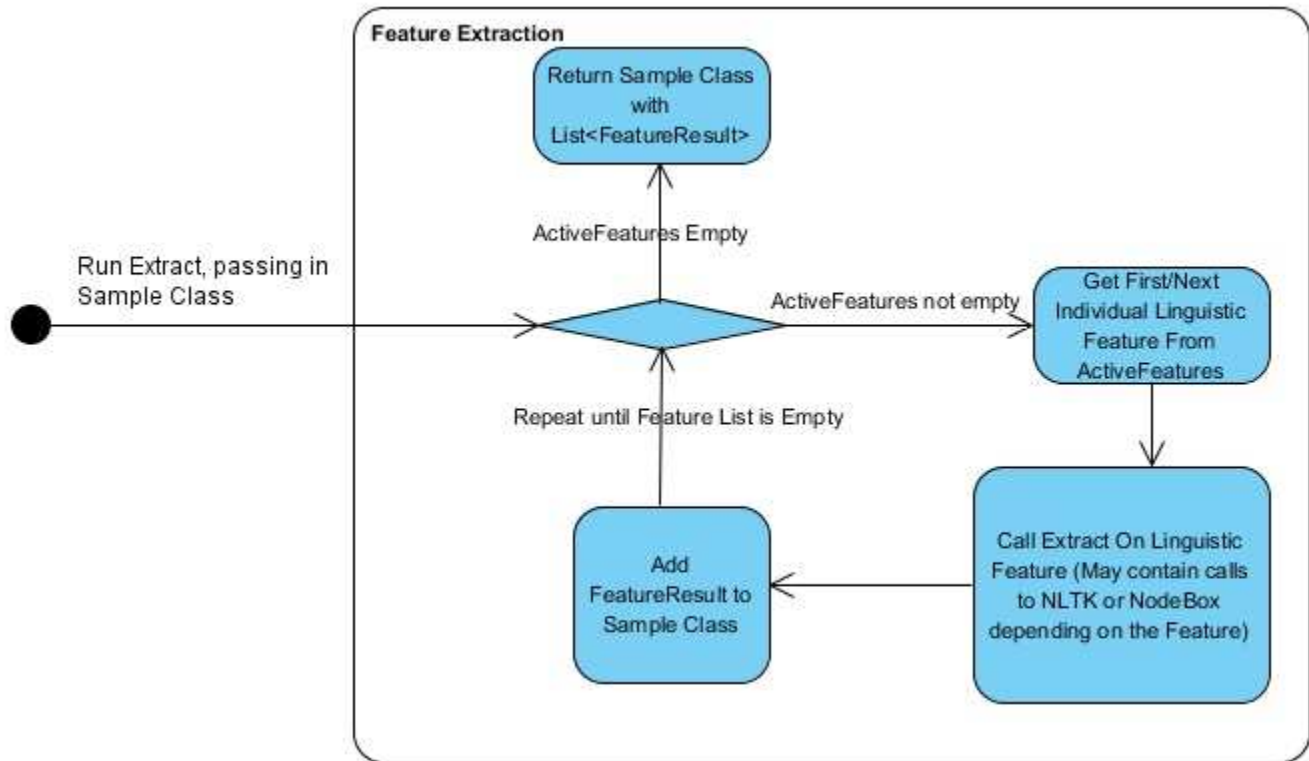 Feature Extraction
Return Sample Class
with
List<FeatureResult>
ActiveFeatures Empty
Run Extract, passing in
Sample Class
ActiveFeatures not empty
Get First/Next
Individual Linguistic
Feature From
ActiveFeatures
Repeat until Feature List is Empty
Call Extract On Linguistic
Feature (May contain calls
to NLTK or NodeBox
depending on the Feature)
Add
FeatureResult to
Sample Class